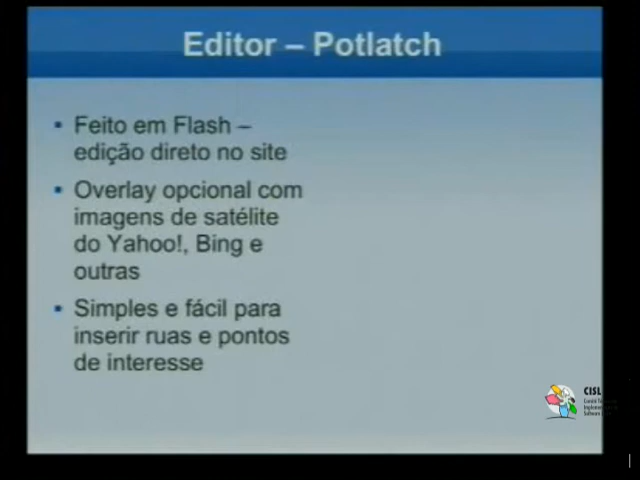 Editor – Potlatch
Feito em Flash –
edição direto no site
Overlay opcional com
imagens de satélite
do Yahoo!, Bing e
outras
Simples e fácil para
inserir ruas e pontos
de interesse
CISL
Software